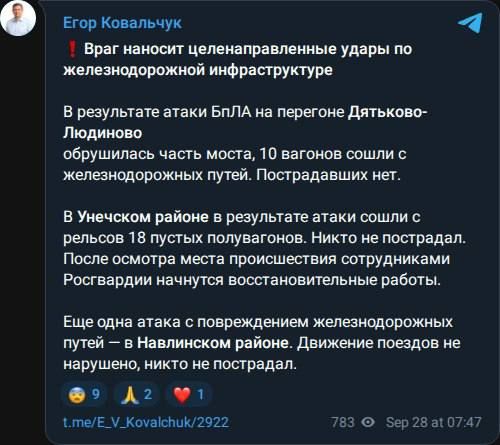 Егор Ковальчук
❗ Враг наносит целенаправленные удары по
железнодорожной инфраструктуре
В результате атаки БпЛА на перегоне Дятьково-
Людиново
обрушилась часть моста, 10 вагонов сошли с
железнодорожных путей. Пострадавших нет.
В Унечском районе в результате атаки сошли с
рельсов 18 пустых полувагонов. Никто не пострадал.
После осмотра места происшествия сотрудниками
Росгвардии начнутся восстановительные работы.
Еще одна атака с повреждением железнодорожных
путей — в Навлинском районе. Движение поездов не
нарушено, никто не пострадал.
😨 9 🙏 2 ❤️ 1
t.me/E_V_Kovalchuk/2922 783 Sep 28 at 07:47